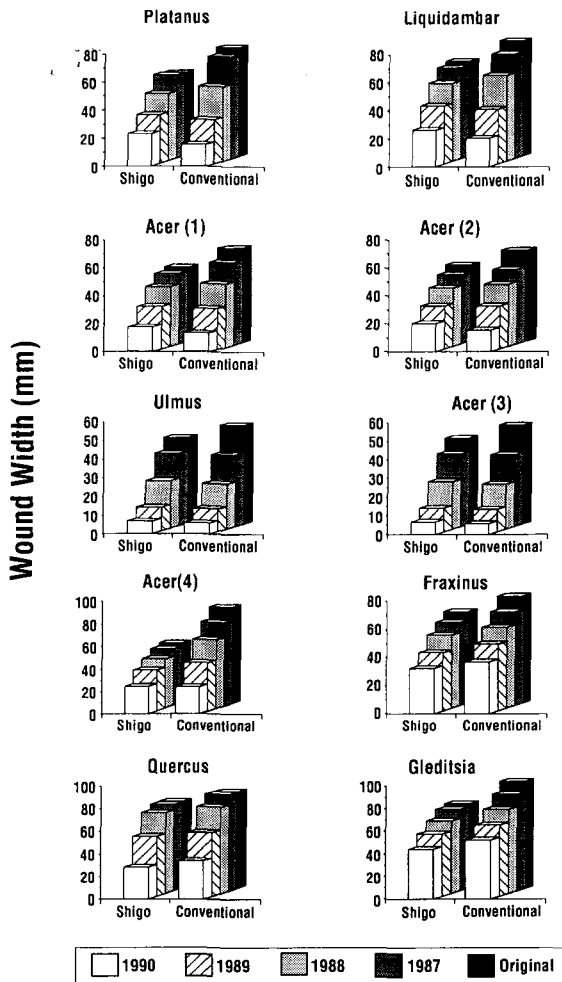 Platanus
80
60
40
20
0
Shigo Conventional
Liquidambar
80
60
40
20
0
Shigo Conventional
Acer (1)
80
60
40
20
0
Shigo Conventional
Acer (2)
80
60
40
20
0
Shigo Conventional
Ulmus
60
50
40
30
20
10
0
Shigo Conventional
Acer (3)
60
50
40
30
20
10
0
Shigo Conventional
Acer(4)
100
80
60
40
20
0
Shigo Conventional
Fraxinus
80
60
40
20
0
Shigo Conventional
Quercus
100
80
60
40
20
0
Shigo Conventional
Gleditsia
100
80
60
40
20
0
Shigo Conventional
Wound Width (mm)
1990 1989 1988 1987 Original